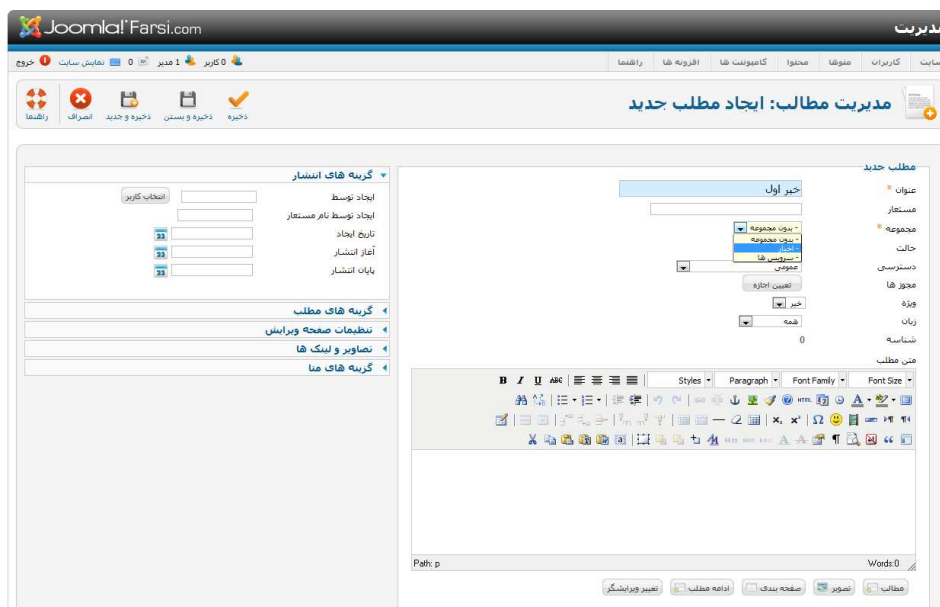 Joomla! Farsi.com
مدیریت
سایت کاربران منوها محتوا کامپوننت ها افزونه ها راهنما
0 کاربر 1 مدیر 0 نمایش سایت خروج
مدیریت مطالب: ایجاد مطلب جدید
ذخیره ذخیره و بستن ذخیره و جدید انصراف راهنما
مطلب جدید
عنوان * خبر اول
مستعار
مجموعه * - بدون مجموعه
- بدون مجموعه
- اخبار
- سرویس ها
حالت
دسترسی عمومی
مجوز ها تعیین اجازه
ویژه خیر
زبان همه
شناسه 0
متن مطلب
B I U ABC Styles Paragraph Font Family Font Size
HTML
Path: p Words:0
مطالب تصویر صفحه بندی ادامه مطلب تغییر ویرایشگر
گزینه های انتشار
ایجاد توسط انتخاب کاربر
ایجاد توسط نام مستعار
تاریخ ایجاد 23
آغاز انتشار 23
پایان انتشار 23
گزینه های مطلب
تنظیمات صفحه ویرایش
تصاویر و لینک ها
گزینه های متا